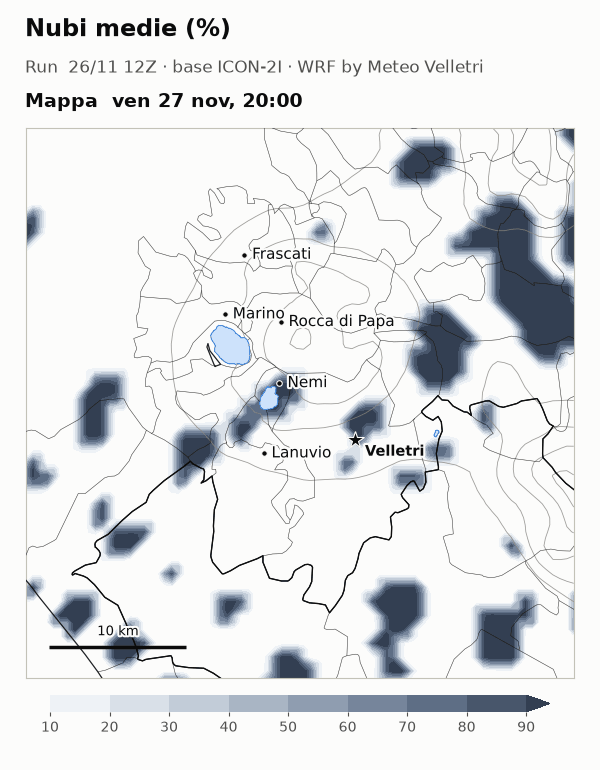 Nubi medie (%)
Run  26/11 12Z · base ICON-2I · WRF by Meteo Velletri
Mappa  ven 27 nov, 20:00
Frascati
Marino
Rocca di Papa
Nemi
Velletri
Lanuvio
10 km
10 20 30 40 50 60 70 80 90